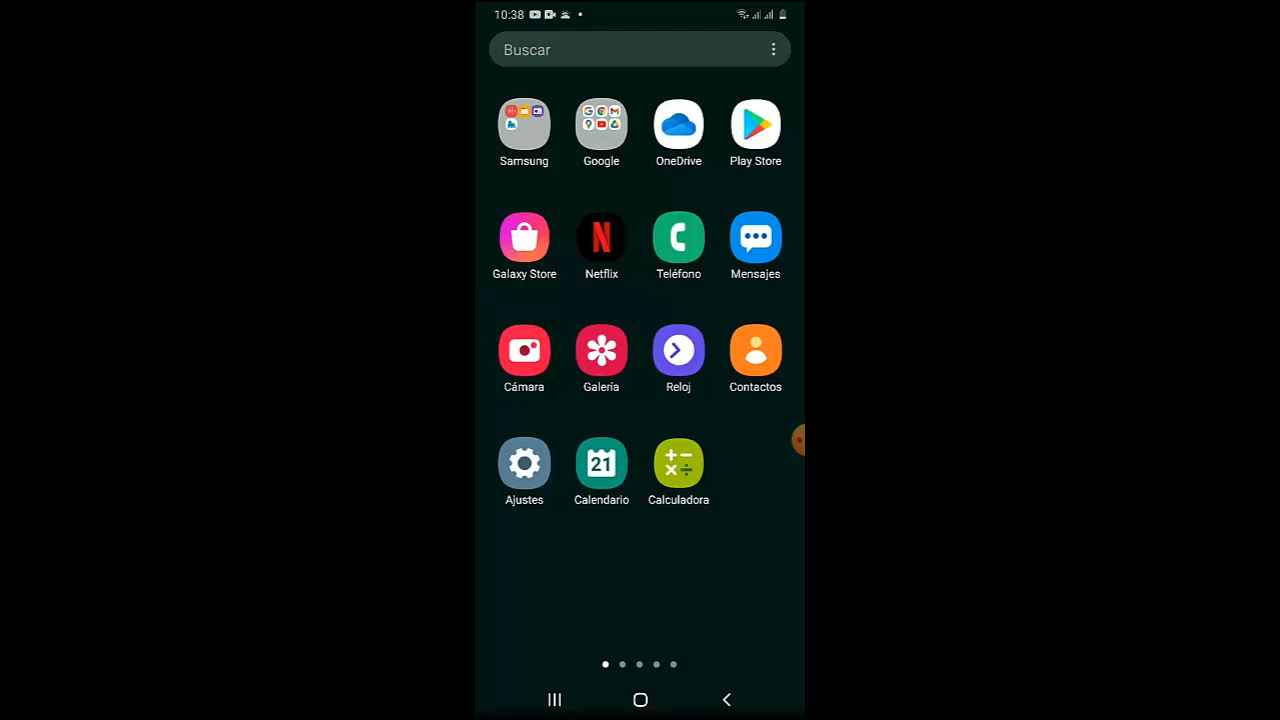 10:38
Buscar
Samsung Google OneDrive Play Store
Galaxy Store Netflix Teléfono Mensajes
Cámara Galería Reloj Contactos
21
Ajustes Calendario Calculadora